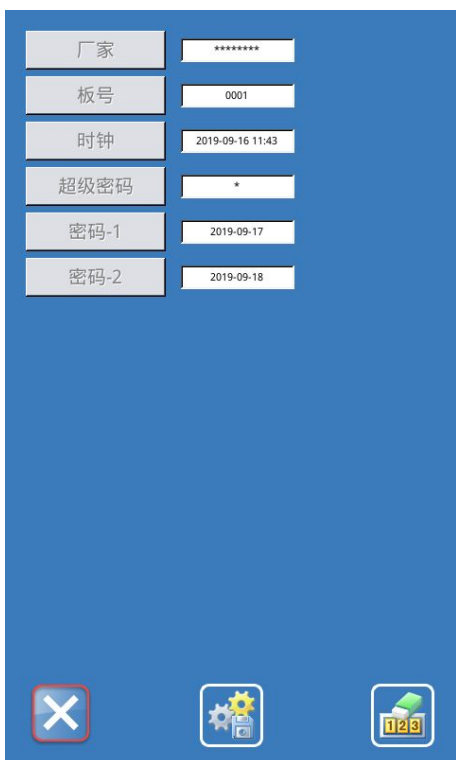 厂家 ********
板号 0001
时钟 2019-09-16 11:43
超级密码 *
密码-1 2019-09-17
密码-2 2019-09-18
123